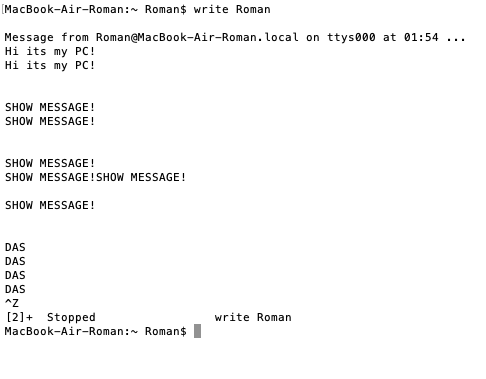 [MacBook-Air-Roman:~ Roman$ write Roman
Message from Roman@MacBook-Air-Roman.local on ttys000 at 01:54 ...
Hi its my PC!
Hi its my PC!
SHOW MESSAGE!
SHOW MESSAGE!
SHOW MESSAGE!
SHOW MESSAGE!SHOW MESSAGE!
SHOW MESSAGE!
DAS
DAS
DAS
DAS
^Z
[2]+  Stopped                 write Roman
MacBook-Air-Roman:~ Roman$